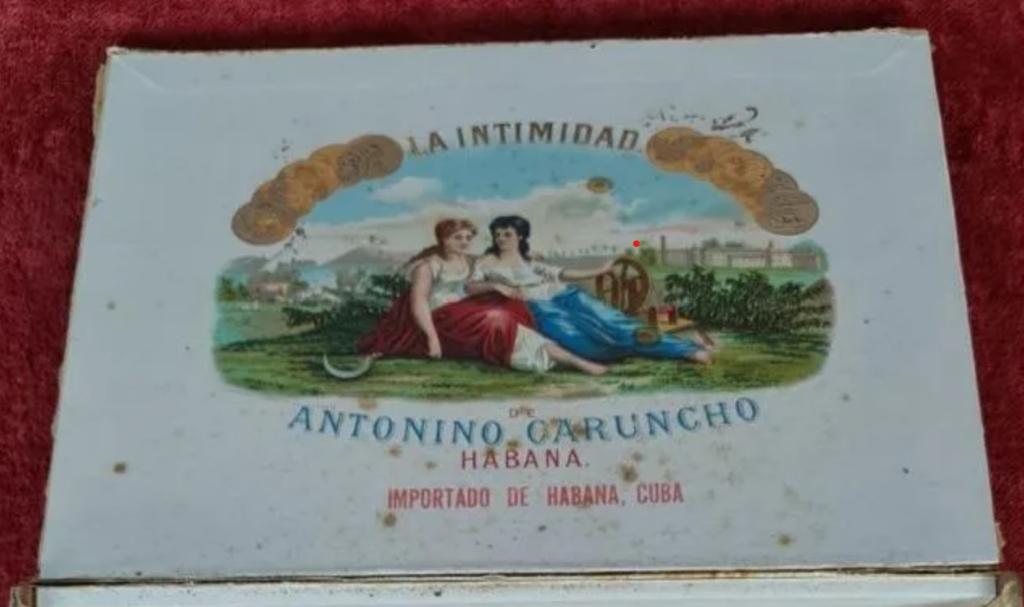 LA INTIMIDAD
DE
ANTONINO CARUNCHO
HABANA.
IMPORTADO DE HABANA, CUBA